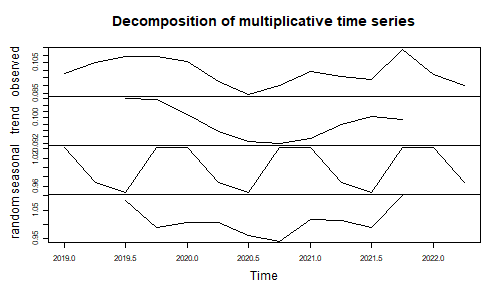 Decomposition of multiplicative time series
observed
0.105
0.085
trend
0.100
0.092
seasonal
1.02
0.96
random
1.05
0.95
2019.0 2019.5 2020.0 2020.5 2021.0 2021.5 2022.0
Time